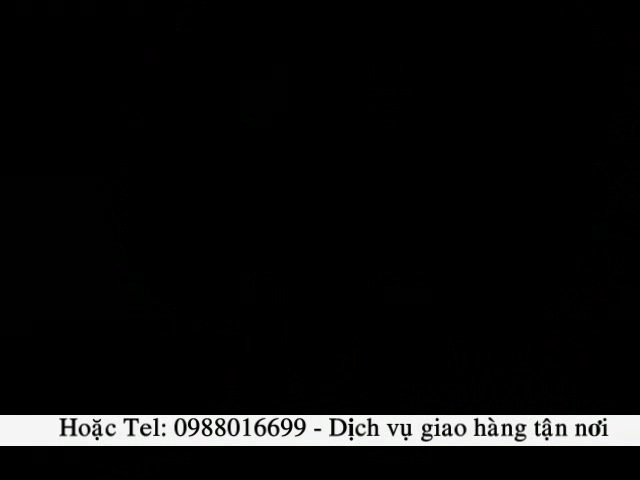 Hoặc Tel: 0988016699 - Dịch vụ giao hàng tận nơi